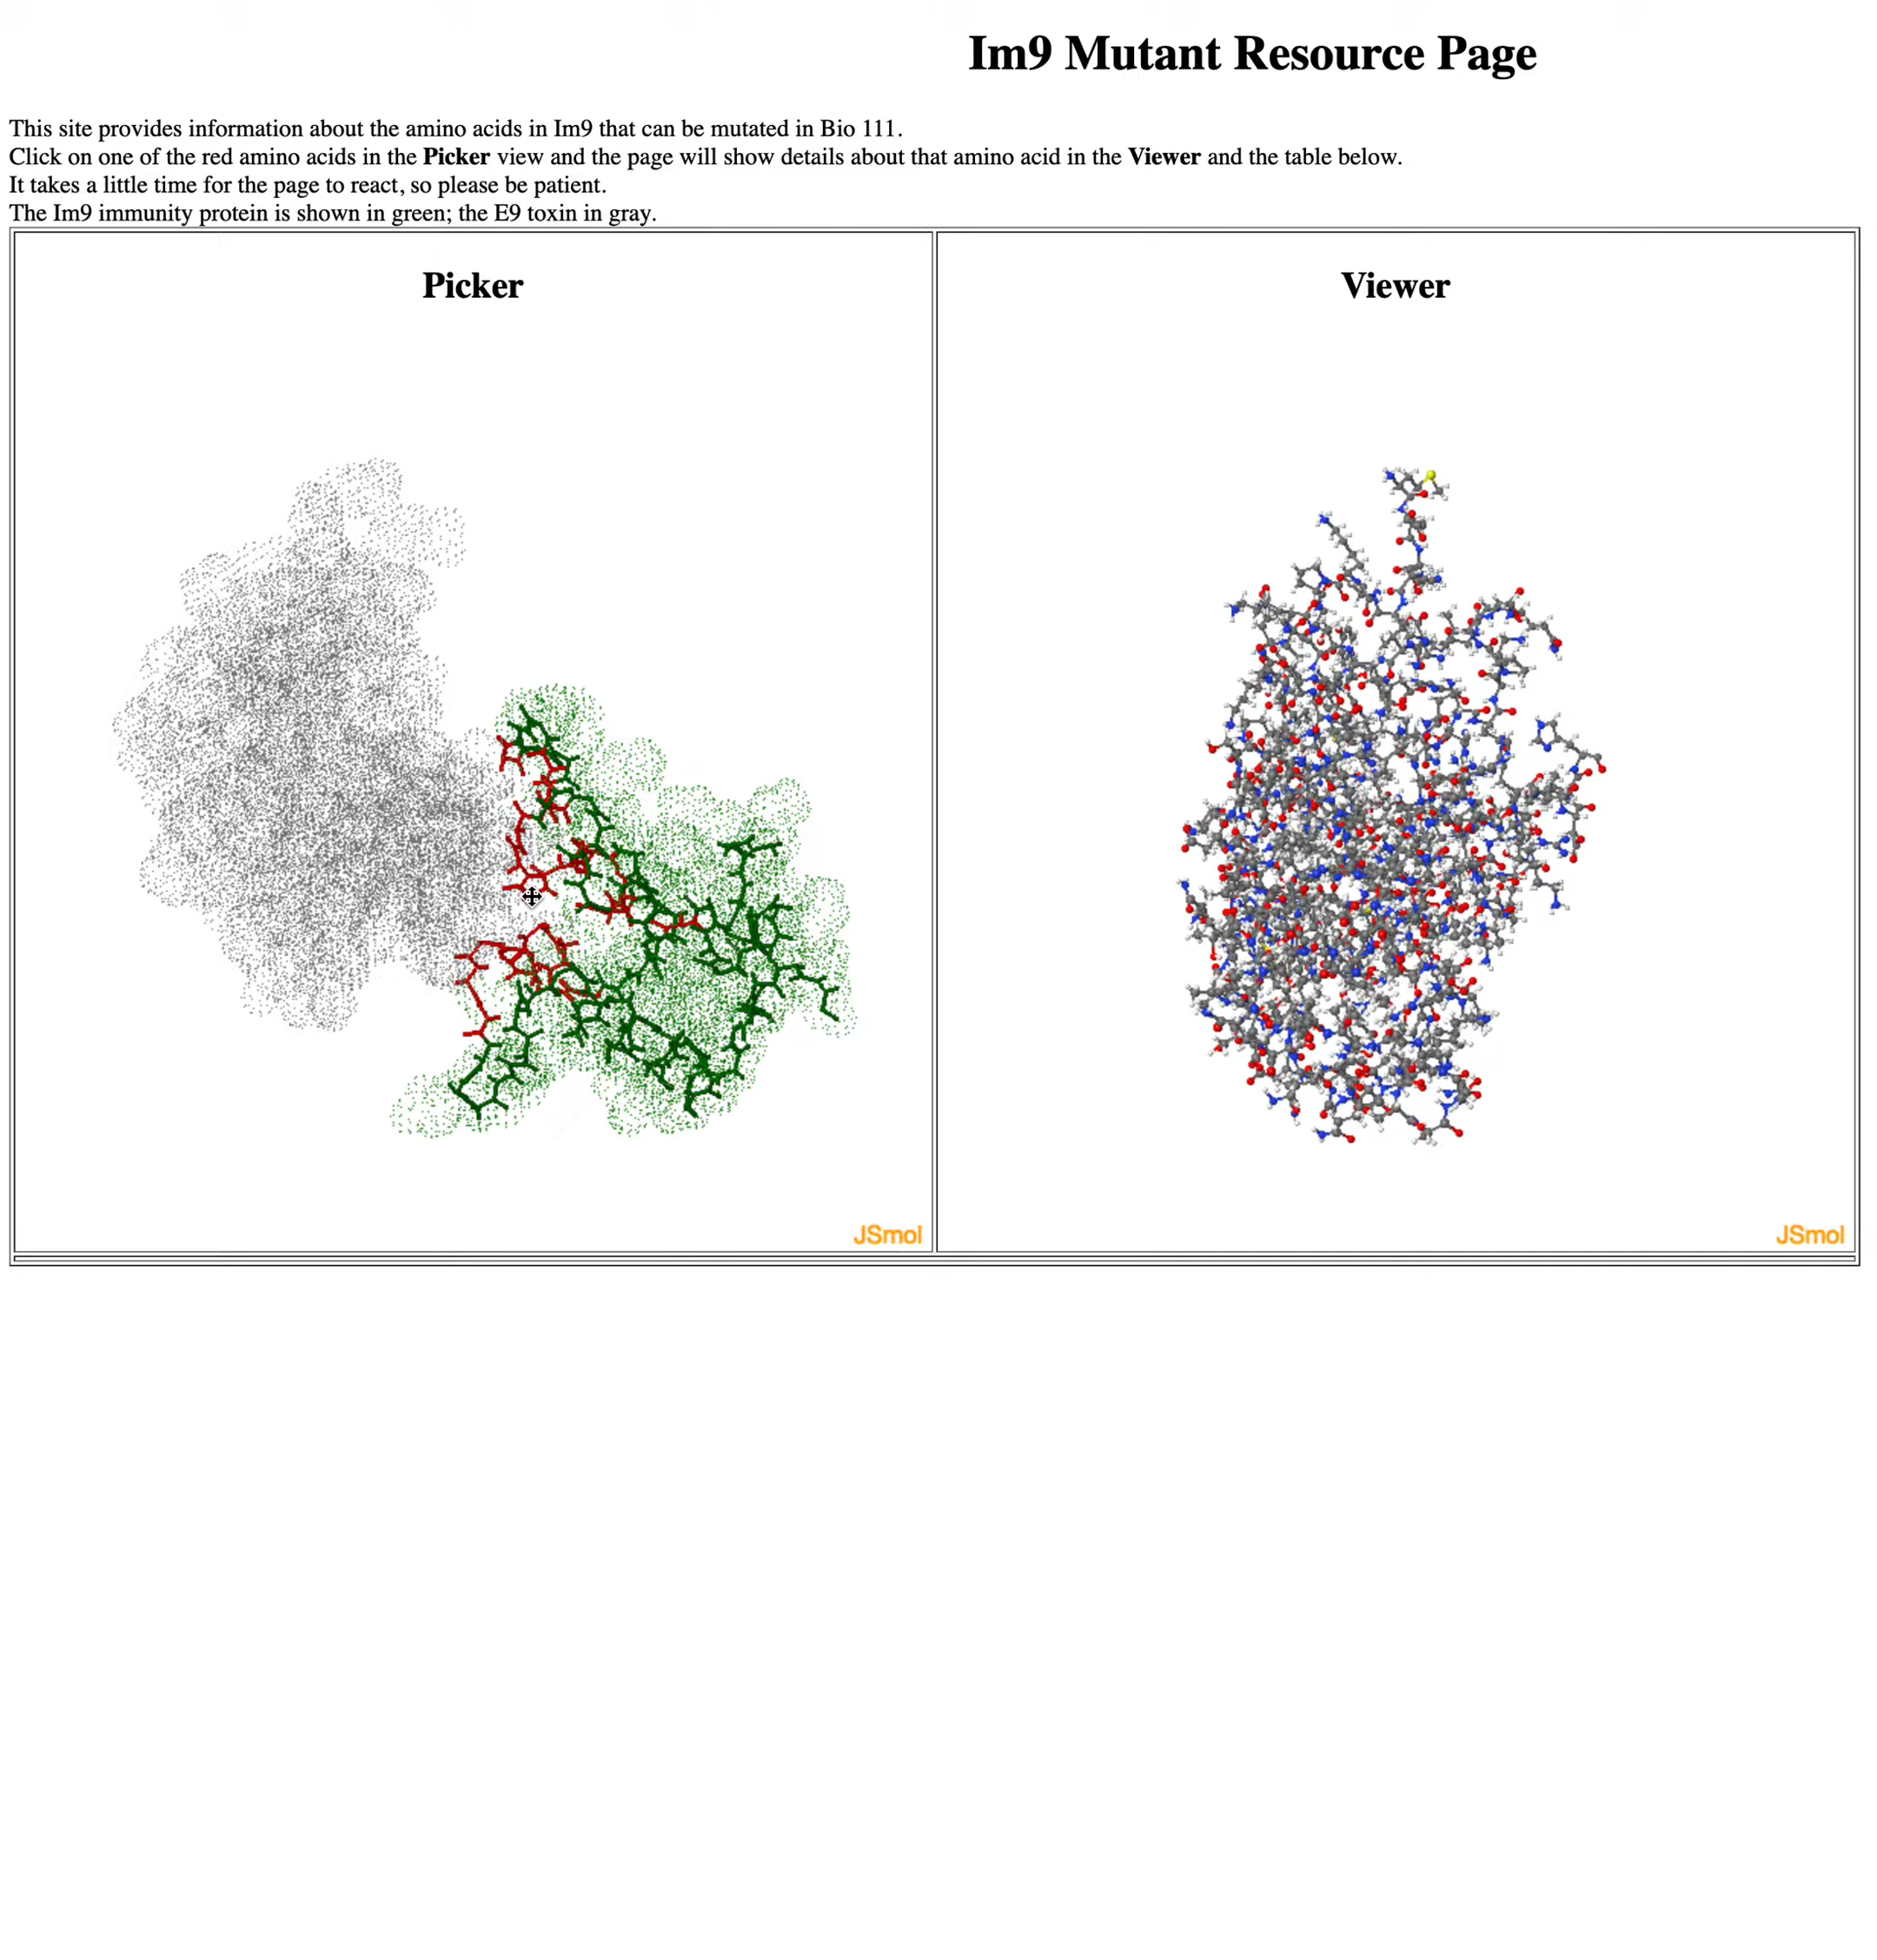 Im9 Mutant Resource Page
This site provides information about the amino acids in Im9 that can be mutated in Bio 111.
Click on one of the red amino acids in the Picker view and the page will show details about that amino acid in the Viewer and the table below.
It takes a little time for the page to react, so please be patient.
The Im9 immunity protein is shown in green; the E9 toxin in gray.
Picker
Viewer
JSmol
JSmol